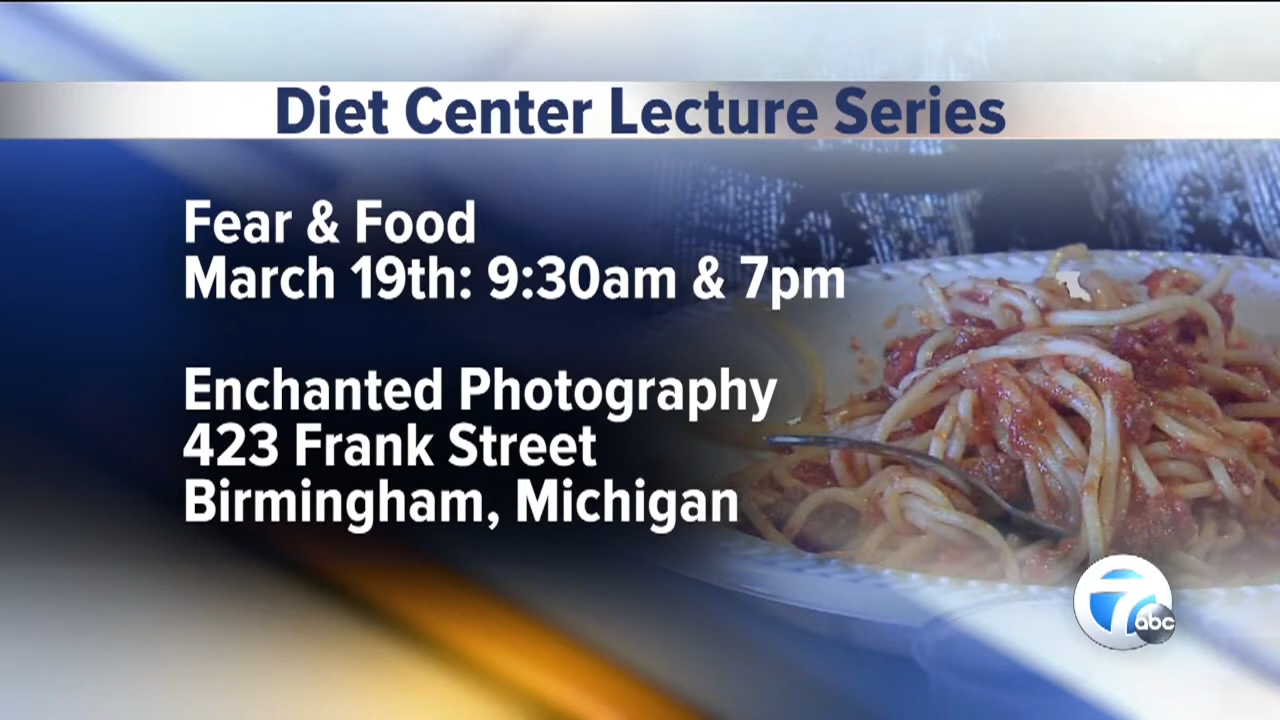 Diet Center Lecture Series
Fear & Food
March 19th: 9:30am & 7pm
Enchanted Photography
423 Frank Street
Birmingham, Michigan
7
abc